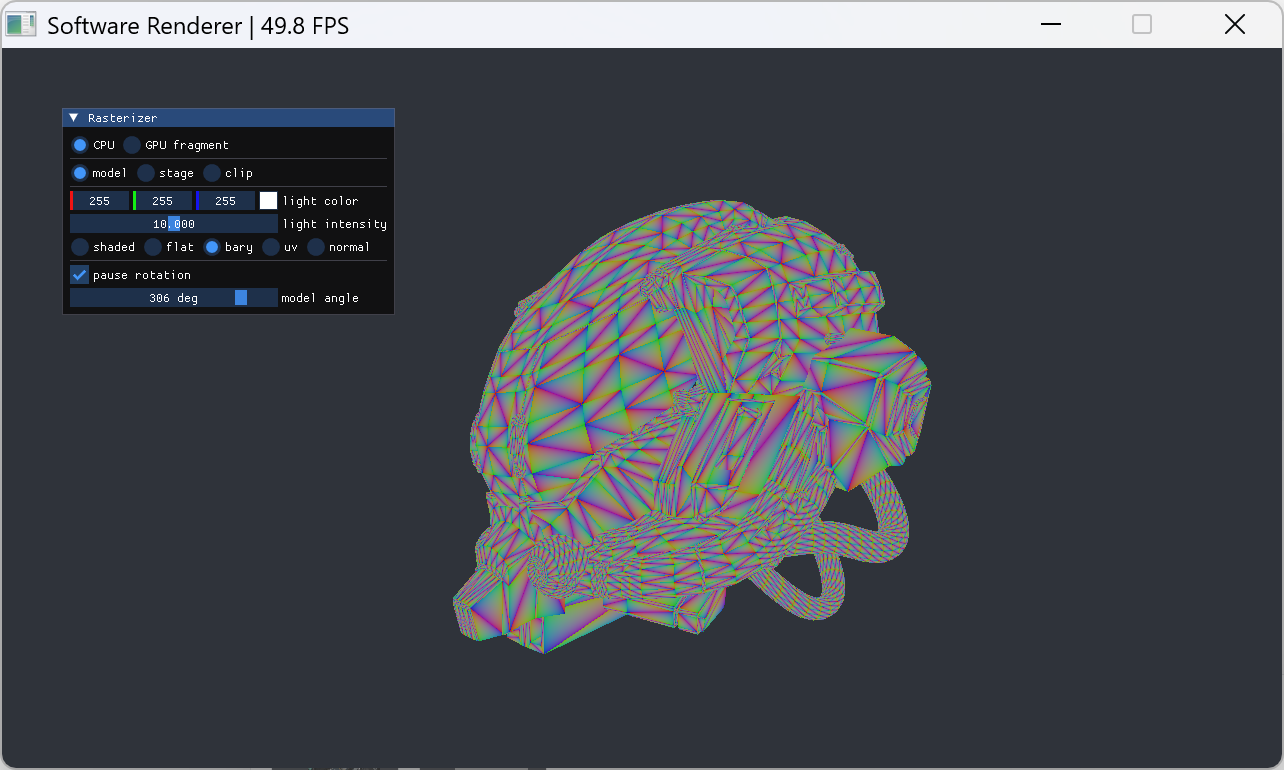 Software Renderer | 49.8 FPS
Rasterizer
CPU GPU fragment
model stage clip
255 255 255 light color
10.000 light intensity
shaded flat bary uv normal
pause rotation
306 deg model angle